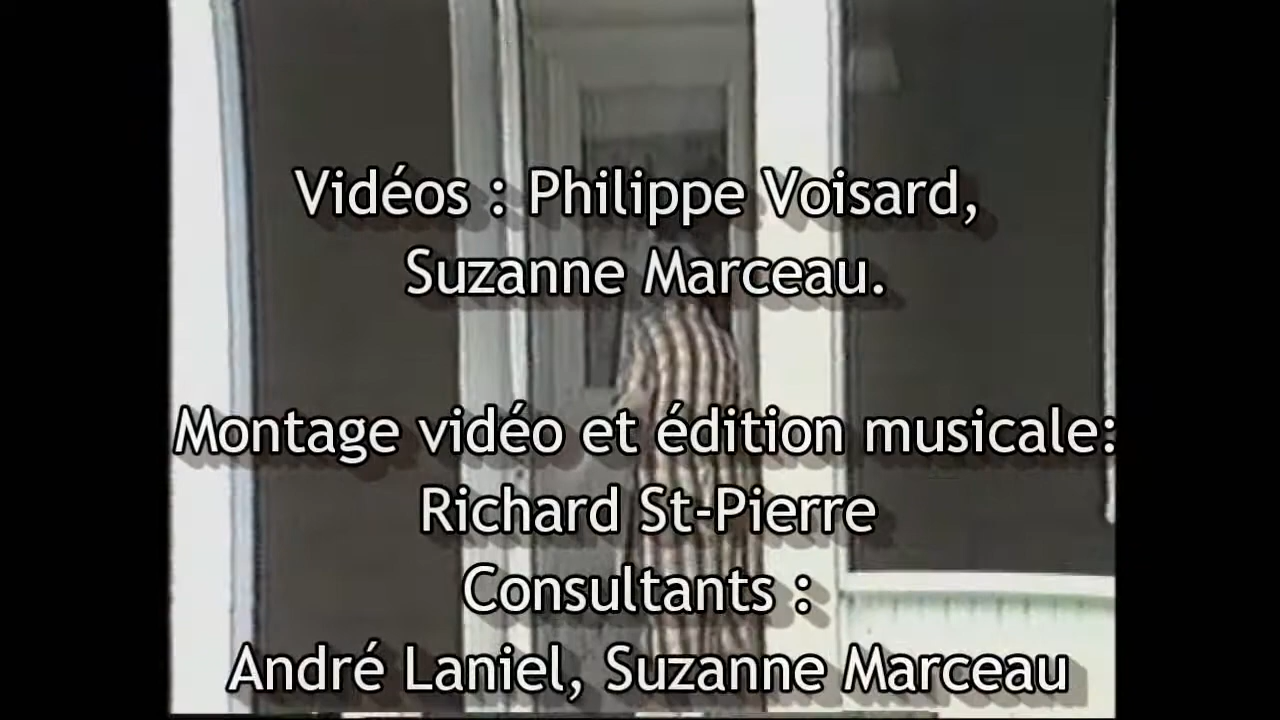 Vidéos : Philippe Voisard,
Suzanne Marceau.
Montage vidéo et édition musicale:
Richard St-Pierre
Consultants :
André Laniel, Suzanne Marceau